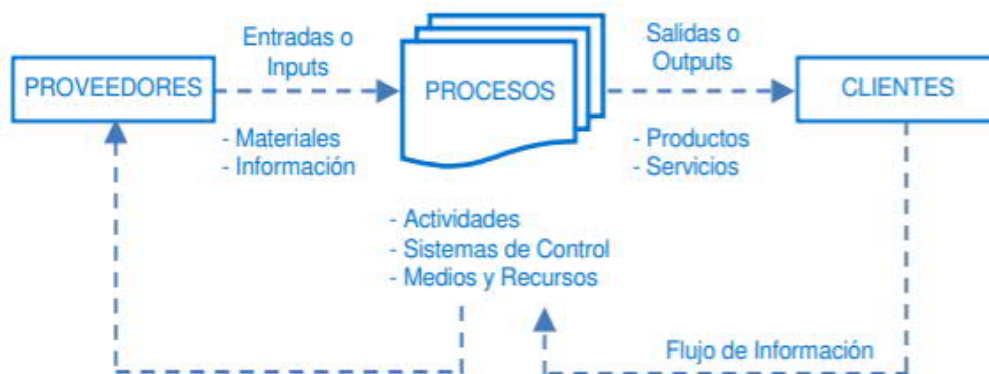 Entradas o
Inputs
Salidas o
Outputs
PROVEEDORES
PROCESOS
CLIENTES
- Materiales
- Información
- Productos
- Servicios
- Actividades
- Sistemas de Control
- Medios y Recursos
Flujo de Información